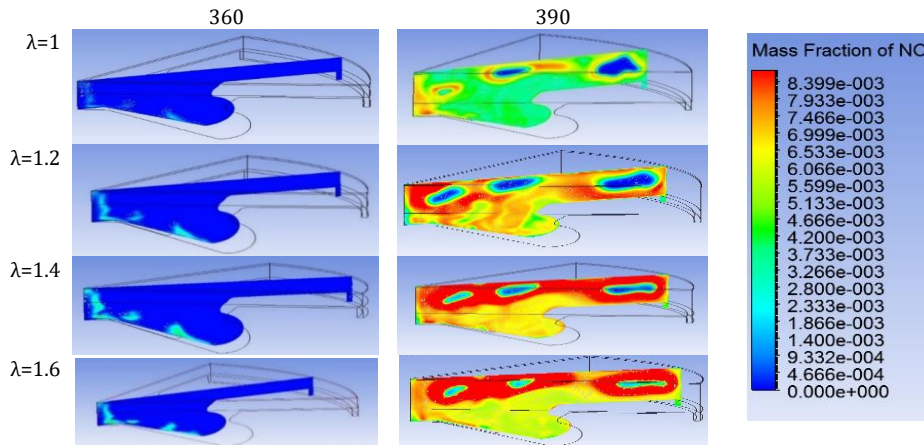 360 390
λ=1
λ=1.2
λ=1.4
λ=1.6
Mass Fraction of NO
8.399e-003
7.933e-003
7.466e-003
6.999e-003
6.533e-003
6.066e-003
5.599e-003
5.133e-003
4.666e-003
4.200e-003
3.266e-003
2.800e-003
2.333e-003
1.400e-003
1.866e-003
9.332e-004
4.666e-004
0.000e+000